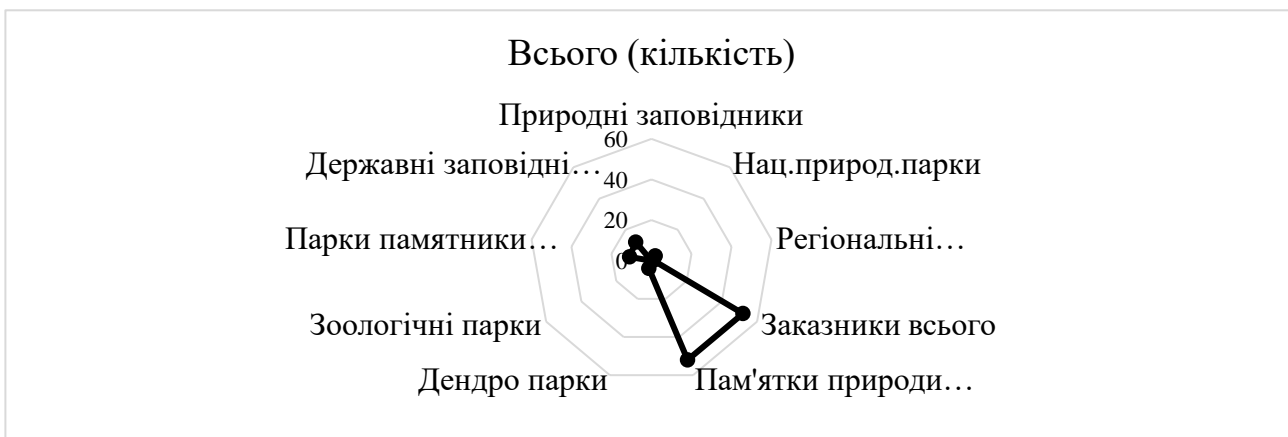 Всього (кількість)
Природні заповідники
60
Державні заповідні…
Нац.природ.парки
40
20
Парки памятники…
Регіональні…
0
Зоологічні парки
Заказники всього
Дендро парки
Пам'ятки природи…